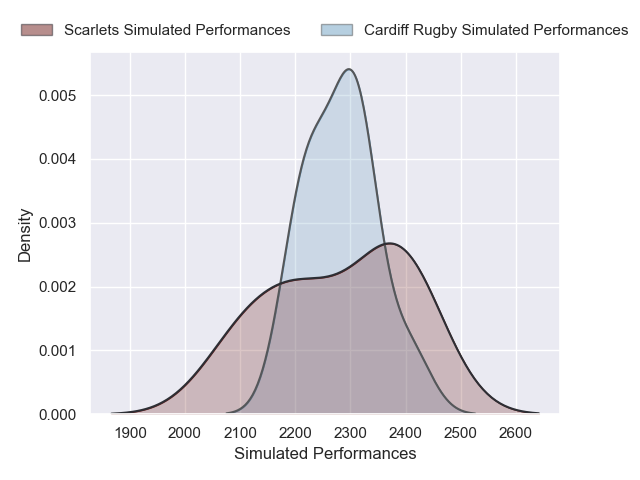 Scarlets Simulated Performances Cardiff Rugby Simulated Performances
0.005
0.004
0.003
0.002
0.001
0.000
Density
1900 2000 2100 2200 2300 2400 2500 2600
Simulated Performances